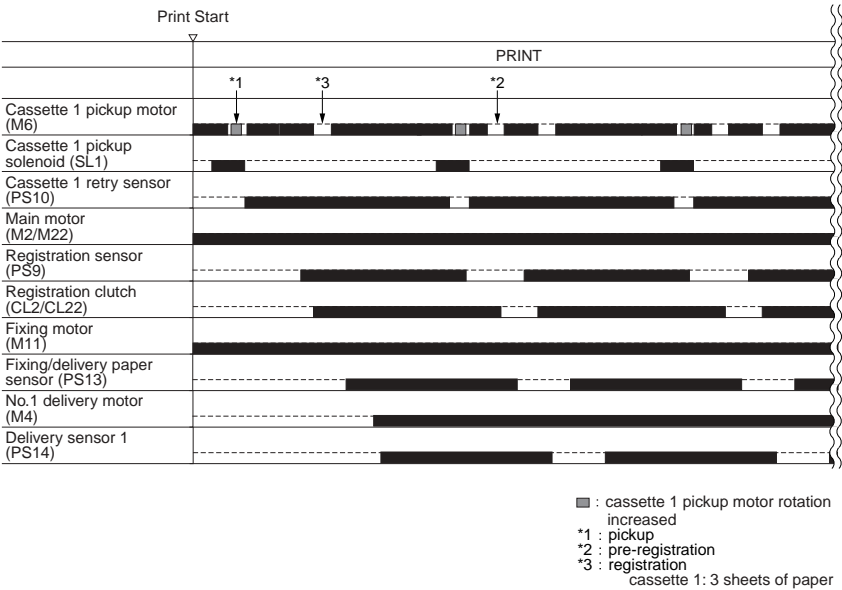 Print Start
PRINT
*1
*3
*2
Cassette 1 pickup motor
(M6)
Cassette 1 pickup
solenoid (SL1)
Cassette 1 retry sensor
(PS10)
Main motor
(M2/M22)
Registration sensor
(PS9)
Registration clutch
(CL2/CL22)
Fixing motor
(M11)
Fixing/delivery paper
sensor (PS13)
No.1 delivery motor
(M4)
Delivery sensor 1
(PS14)
: cassette 1 pickup motor rotation
increased
*1 : pickup
*2 : pre-registration
*3 : registration
cassette 1: 3 sheets of paper